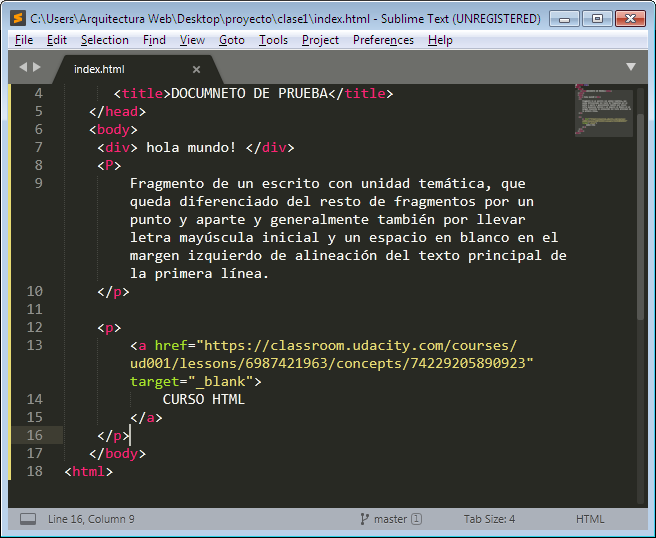 C:\Users\Arquitectura Web\Desktop\proyecto\clase1\index.html - Sublime Text (UNREGISTERED)
File Edit Selection Find View Goto Tools Project Preferences Help
index.html
4 <title>DOCUMNETO DE PRUEBA</title>
5 </head>
6 <body>
7 <div> hola mundo! </div>
8 <P>
9 Fragmento de un escrito con unidad temática, que
queda diferenciado del resto de fragmentos por un
punto y aparte y generalmente también por llevar
letra mayúscula inicial y un espacio en blanco en el
margen izquierdo de alineación del texto principal de
la primera línea.
10 </p>
11
12 <p>
13 <a href="https://classroom.udacity.com/courses/
ud001/lessons/6987421963/concepts/74229205890923"
target="_blank">
14 CURSO HTML
15 </a>
16 </p>
17 </body>
18 <html>
Line 16, Column 9 master 1 Tab Size: 4 HTML